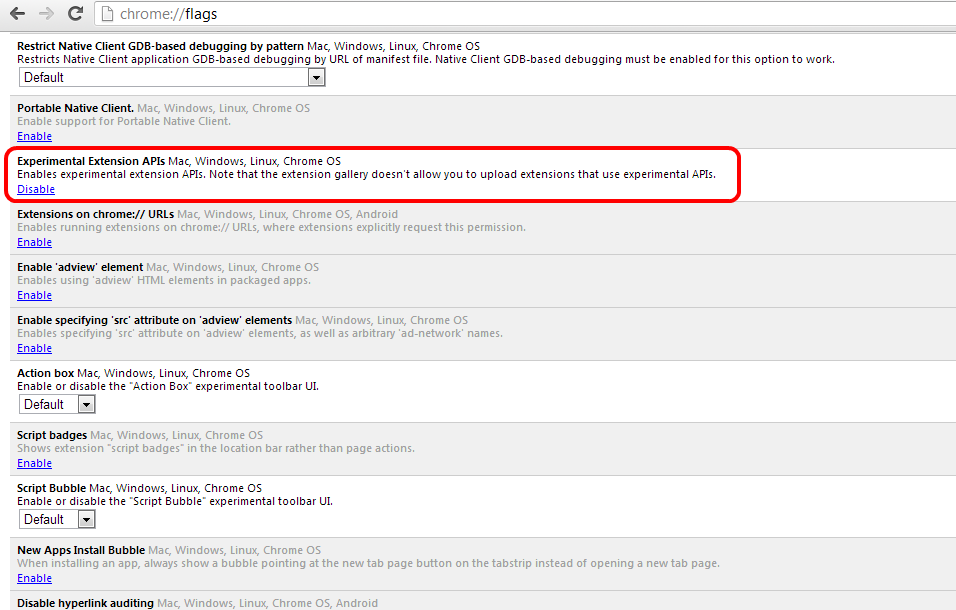 chrome://flags
Restrict Native Client GDB-based debugging by pattern Mac, Windows, Linux, Chrome OS
Restricts Native Client application GDB-based debugging by URL of manifest file. Native Client GDB-based debugging must be enabled for this option to work.
Default
Portable Native Client. Mac, Windows, Linux, Chrome OS
Enable support for Portable Native Client.
Enable
Experimental Extension APIs Mac, Windows, Linux, Chrome OS
Enables experimental extension APIs. Note that the extension gallery doesn't allow you to upload extensions that use experimental APIs.
Disable
Extensions on chrome:// URLs Mac, Windows, Linux, Chrome OS, Android
Enables running extensions on chrome:// URLs, where extensions explicitly request this permission.
Enable
Enable 'adview' element Mac, Windows, Linux, Chrome OS
Enables using 'adview' HTML elements in packaged apps.
Enable
Enable specifying 'src' attribute on 'adview' elements Mac, Windows, Linux, Chrome OS
Enables specifying 'src' attribute on 'adview' elements, as well as arbitrary 'ad-network' names.
Enable
Action box Mac, Windows, Linux, Chrome OS
Enable or disable the "Action Box" experimental toolbar UI.
Default
Script badges Mac, Windows, Linux, Chrome OS
Shows extension "script badges" in the location bar rather than page actions.
Enable
Script Bubble Mac, Windows, Linux, Chrome OS
Enable or disable the "Script Bubble" experimental toolbar UI.
Default
New Apps Install Bubble Mac, Windows, Linux, Chrome OS
When installing an app, always show a bubble pointing at the new tab page button on the tabstrip instead of opening a new tab page.
Enable
Disable hyperlink auditing Mac, Windows, Linux, Chrome OS, Android